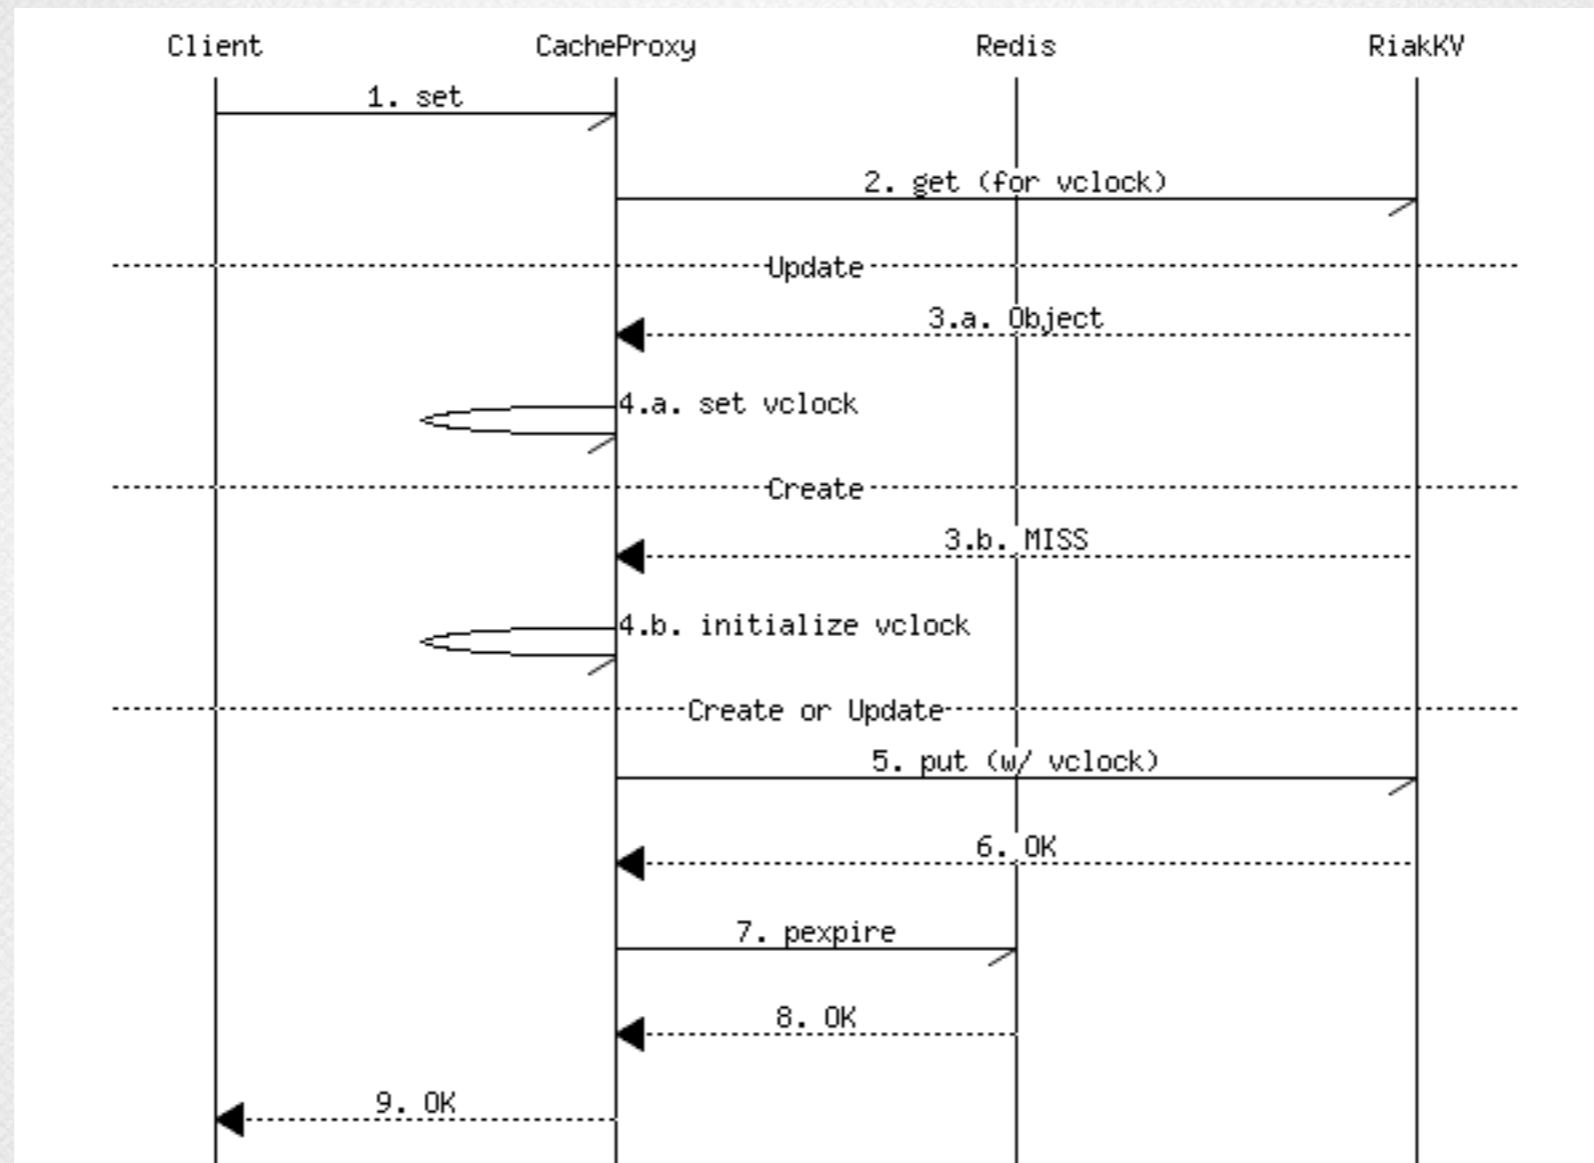 Client CacheProxy Redis RiakKV
1. set
2. get (for vclock)
Update
3.a. Object
4.a. set vclock
Create
3.b. MISS
4.b. initialize vclock
Create or Update
5. put (w/ vclock)
6. OK
7. pexpire
8. OK
9. OK